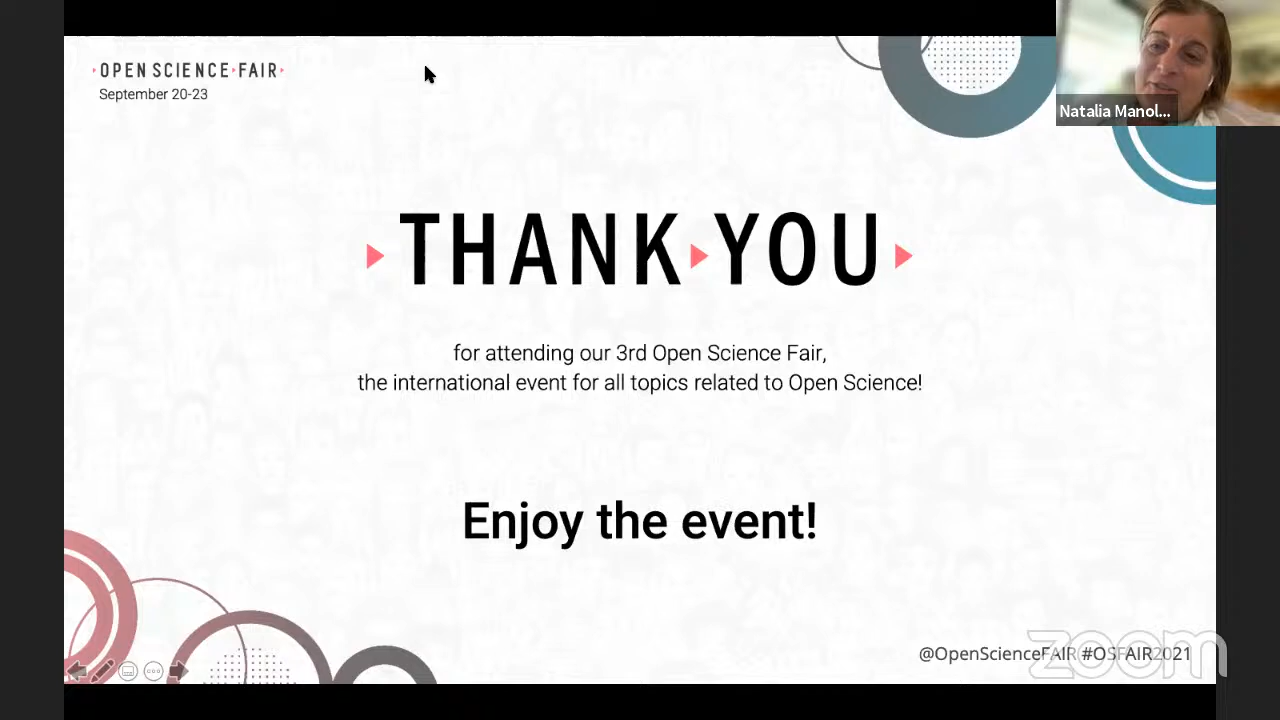 OPEN SCIENCE FAIR
September 20-23
Natalia Manol...
THANK YOU
for attending our 3rd Open Science Fair,
the international event for all topics related to Open Science!
Enjoy the event!
@OpenScienceFAIR #OSFAIR2021
zoom